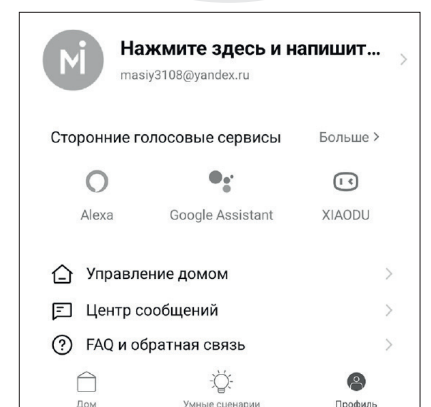 Mi
Нажмите здесь и напишит...
masiy3108@yandex.ru
Сторонние голосовые сервисы Больше >
Alexa Google Assistant XIAODU
Управление домом
Центр сообщений
FAQ и обратная связь
Дом Умные сценарии Профиль